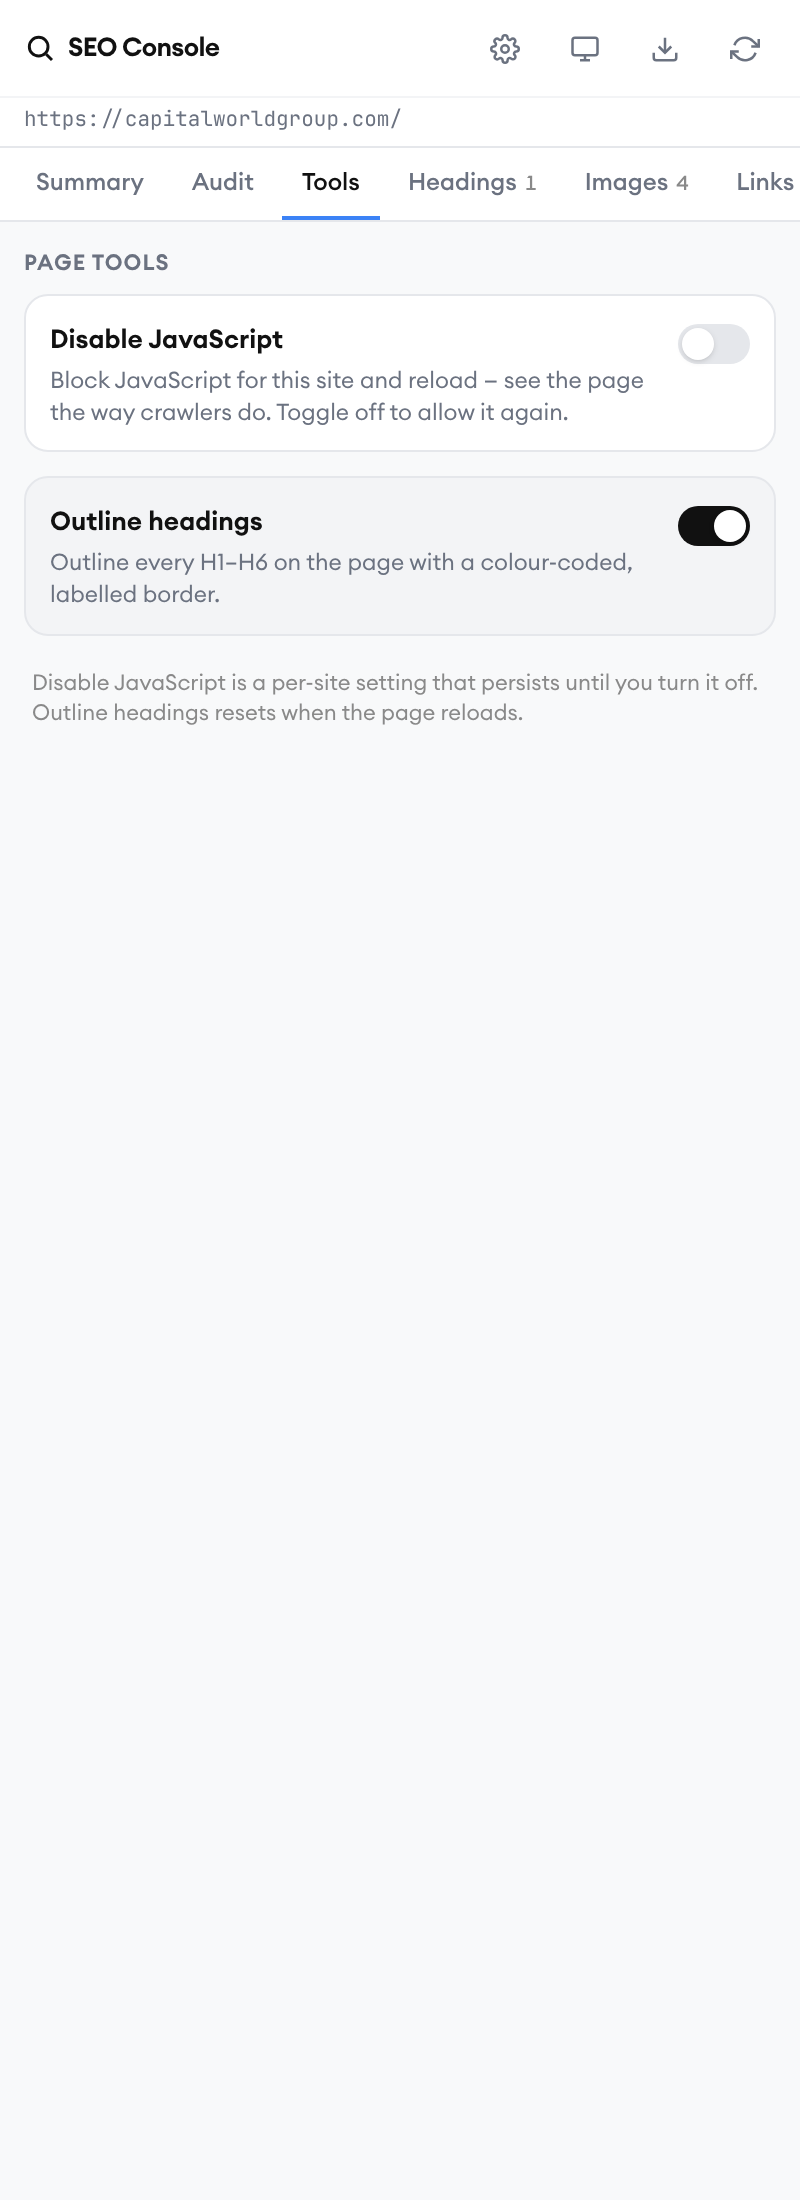 SEO Console
https://capitalworldgroup.com/
Summary Audit Tools Headings 1 Images 4 Links
PAGE TOOLS
Disable JavaScript
Block JavaScript for this site and reload – see the page
the way crawlers do. Toggle off to allow it again.
Outline headings
Outline every H1–H6 on the page with a colour-coded,
labelled border.
Disable JavaScript is a per-site setting that persists until you turn it off.
Outline headings resets when the page reloads.